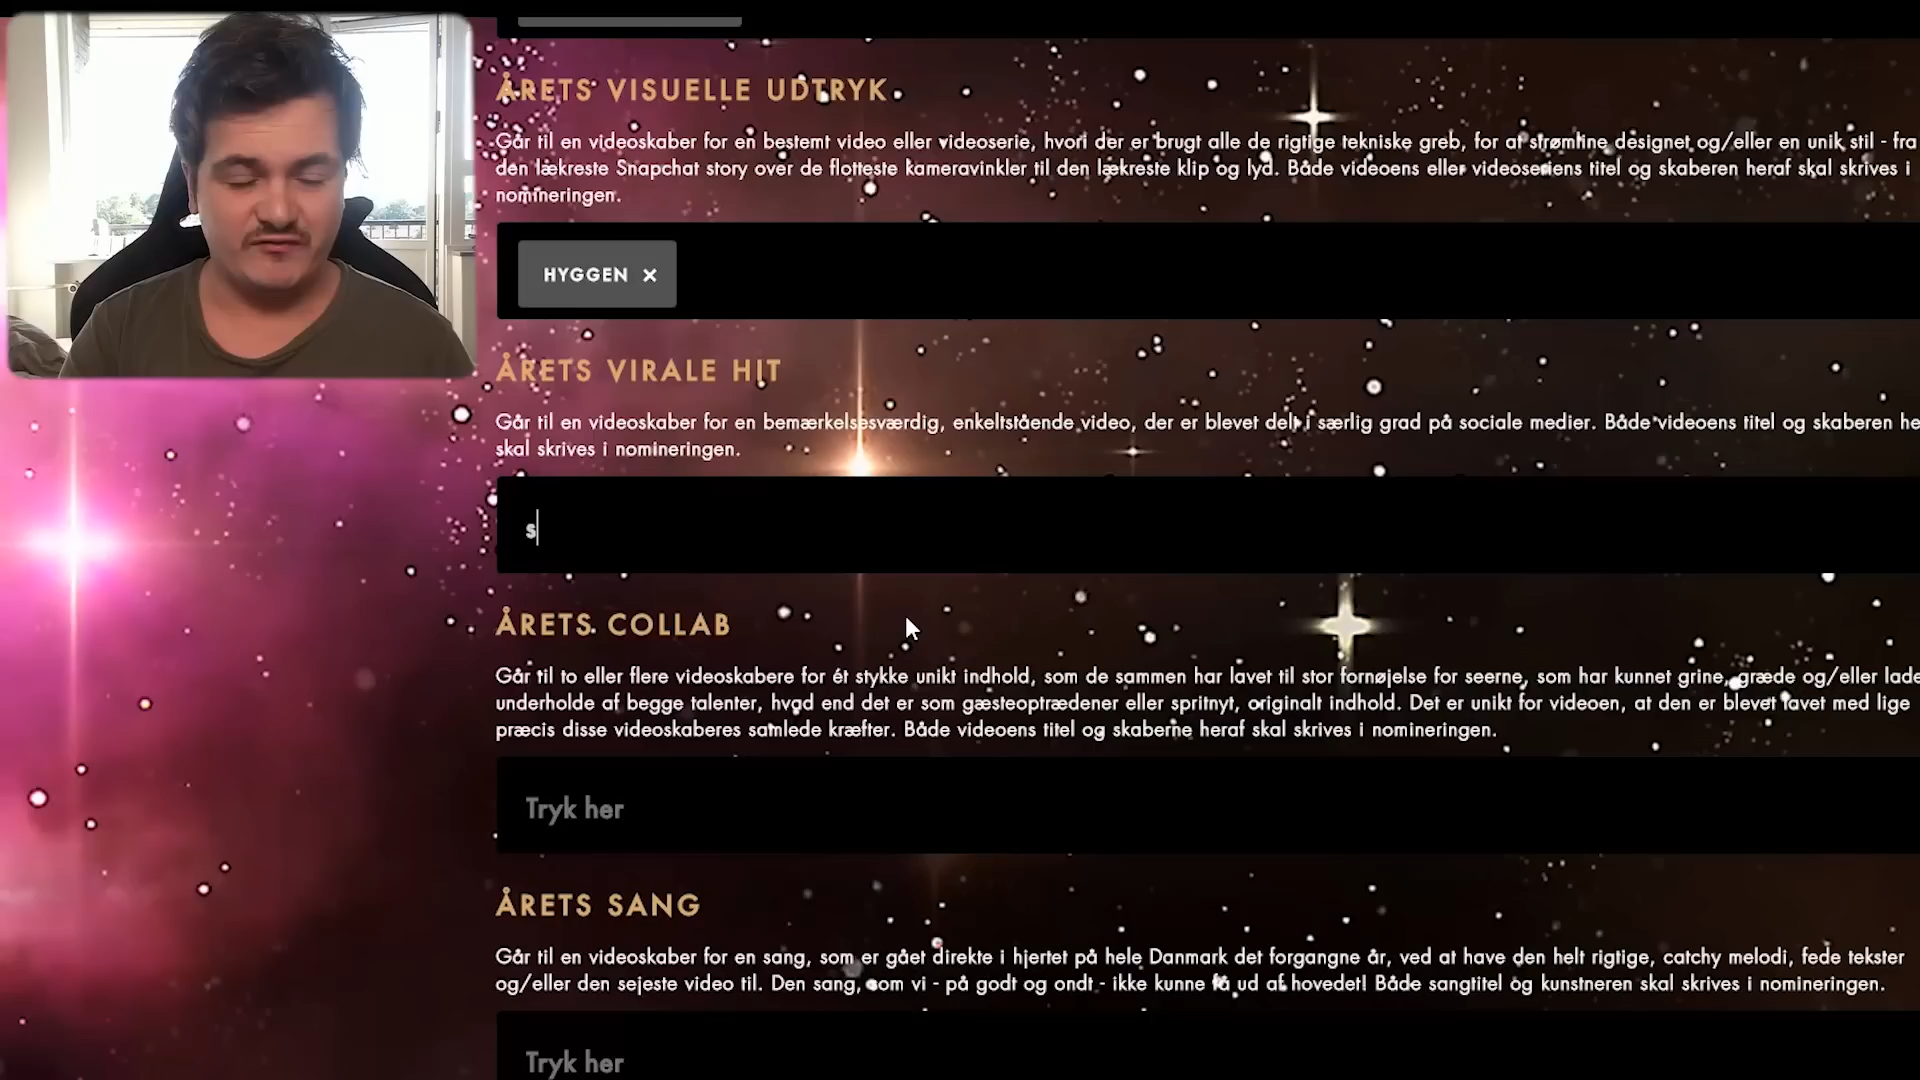 ÅRETS VISUELLE UDTRYK
Går til en videoskaber for en bestemt video eller videoserie, hvori der er brugt alle de rigtige tekniske greb, for at strømline designet og/eller en unik stil - fra
den lækreste Snapchat story over de flotteste kameravinkler til den lækreste klip og lyd. Både videoens eller videoseriens titel og skaberen heraf skal skrives i
nomineringen.
HYGGEN ×
ÅRETS VIRALE HIT
Går til en videoskaber for en bemærkelsesværdig, enkeltstående video, der er blevet delt i særlig grad på sociale medier. Både videoens titel og skaberen he
skal skrives i nomineringen.
s
ÅRETS COLLAB
Går til to eller flere videoskabere for ét stykke unikt indhold, som de sammen har lavet til stor fornøjelse for seerne, som har kunnet grine, græde og/eller lade
underholde af begge talenter, hvad end det er som gæsteoptrædener eller spritnyt, originalt indhold. Det er unikt for videoen, at den er blevet lavet med lige
præcis disse videoskaberes samlede kræfter. Både videoens titel og skaberne heraf skal skrives i nomineringen.
Tryk her
ÅRETS SANG
Går til en videoskaber for en sang, som er gået direkte i hjertet på hele Danmark det forgangne år, ved at have den helt rigtige, catchy melodi, fede tekster
og/eller den sejeste video til. Den sang, som vi - på godt og ondt - ikke kunne få ud af hovedet! Både sangtitel og kunstneren skal skrives i nomineringen.
Tryk her